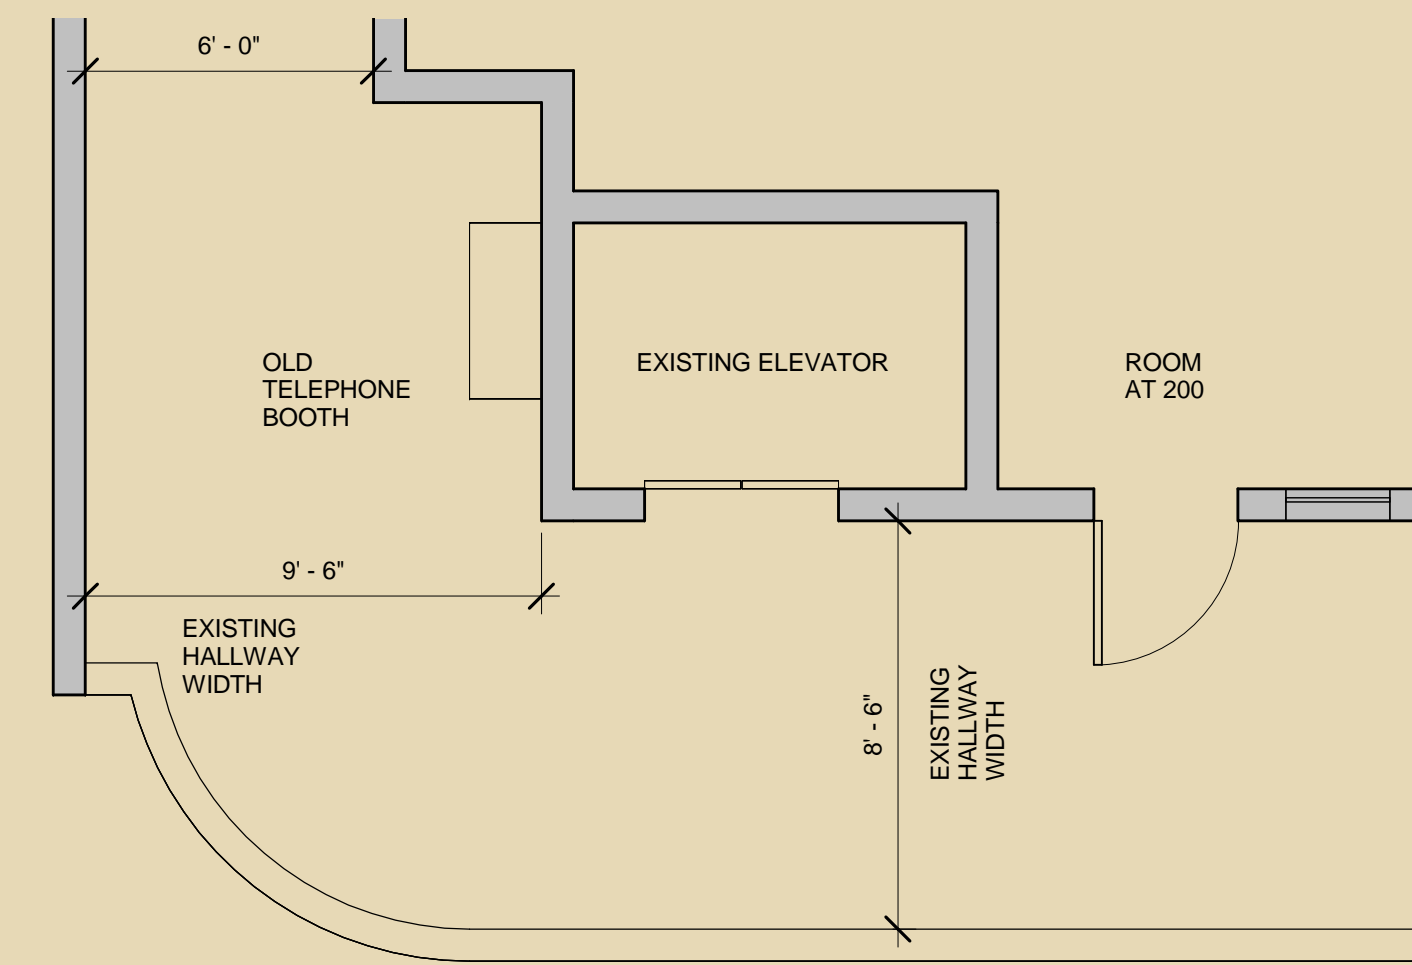 6' - 0"
OLD
TELEPHONE
BOOTH
EXISTING ELEVATOR
ROOM
AT 200
9' - 6"
EXISTING
HALLWAY
WIDTH
8' - 6"
EXISTING
HALLWAY
WIDTH